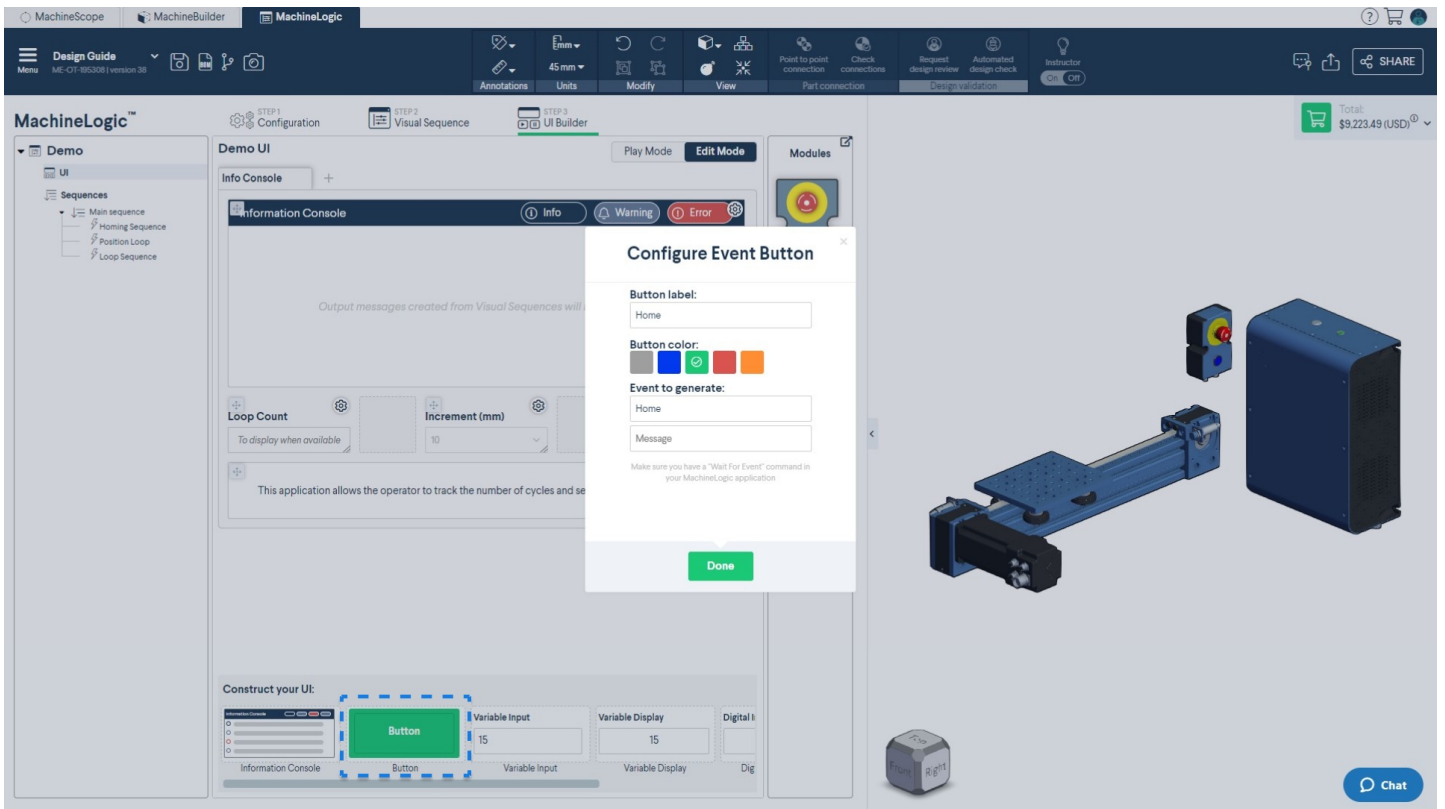 MachineScope
MachineBuilder
MachineLogic
Menu
Design Guide
ME-OT-195308 | version 38
mm
45 mm
Annotations
Units
Modify
View
Point to point connection
Check connections
Part connection
Request design review
Automated design check
Design validation
Instructor
On Off
SHARE
MachineLogic™
STEP 1
Configuration
STEP 2
Visual Sequence
STEP 3
UI Builder
Total:
$9,223.49 (USD)
Demo
UI
Sequences
Main sequence
Homing Sequence
Position Loop
Loop Sequence
Demo UI
Play Mode
Edit Mode
Modules
Info Console
+
Information Console
Info
Warning
Error
Output messages created from Visual Sequences will
Loop Count
To display when available
Increment (mm)
10
This application allows the operator to track the number of cycles and se
Configure Event Button
Button label:
Home
Button color:
Event to generate:
Home
Message
Make sure you have a "Wait For Event" command in
your MachineLogic application
Done
Construct your UI:
Information Console
Information Console
Button
Button
Variable Input
15
Variable Input
Variable Display
15
Variable Display
Digital I
Dig
Top
Front
Right
Chat